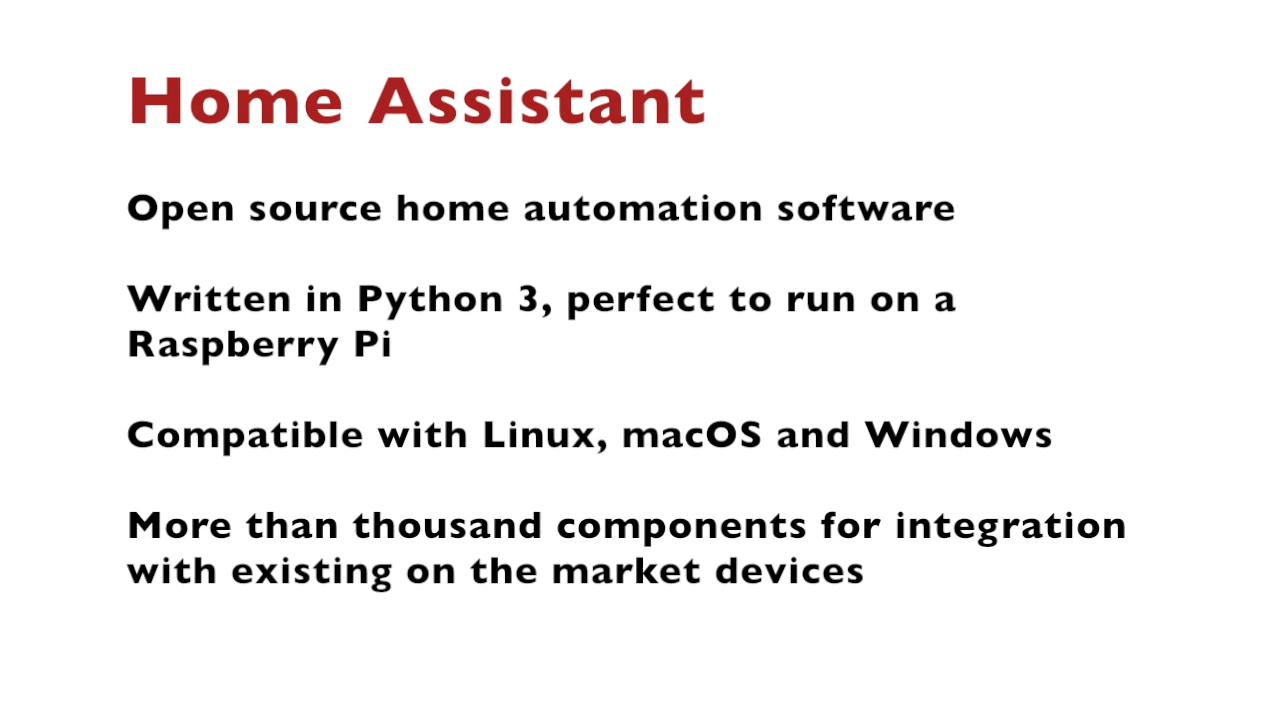 Home Assistant
Open source home automation software
Written in Python 3, perfect to run on a
Raspberry Pi
Compatible with Linux, macOS and Windows
More than thousand components for integration
with existing on the market devices